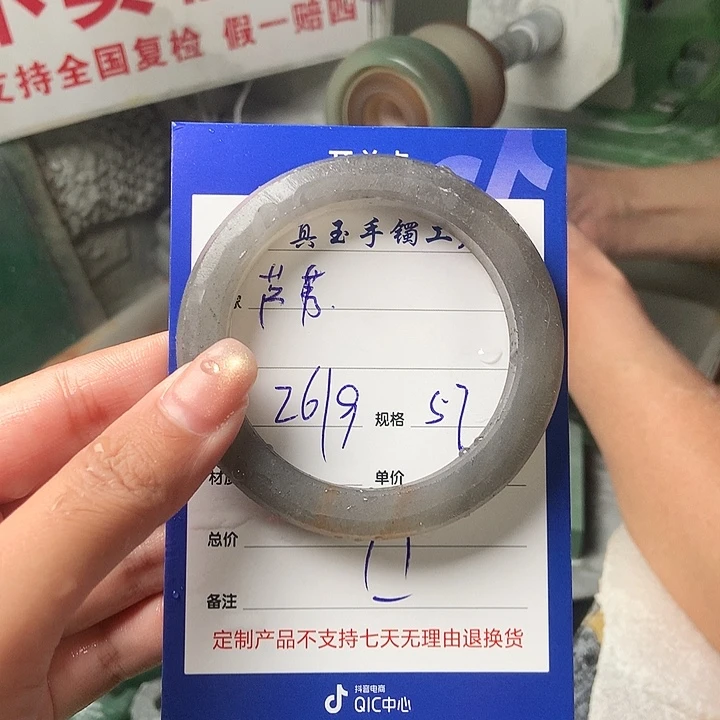 支持全国复检 假一赔四
具玉手镯工
芦莠
2619 规格 57
单价
总价
备注
定制产品不支持七天无理由退换货
抖音电商
QIC中心